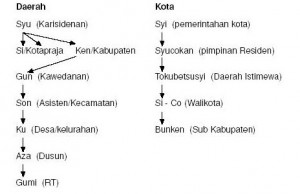 Daerah
Syu (Karisidenan)
Si/Kotapraja Ken/Kabupaten
Gun (Kawedanan)
Son (Asisten/Kecamatan)
Ku (Desa/kelurahan)
Aza (Dusun)
Gumi (RT)
Kota
Syi (pemerintahan kota)
Syucokan (pimpinan Residen)
Tokubetsusyi (Daerah Istimewa)
Si - Co (Walikota)
Bunken (Sub Kabupaten)